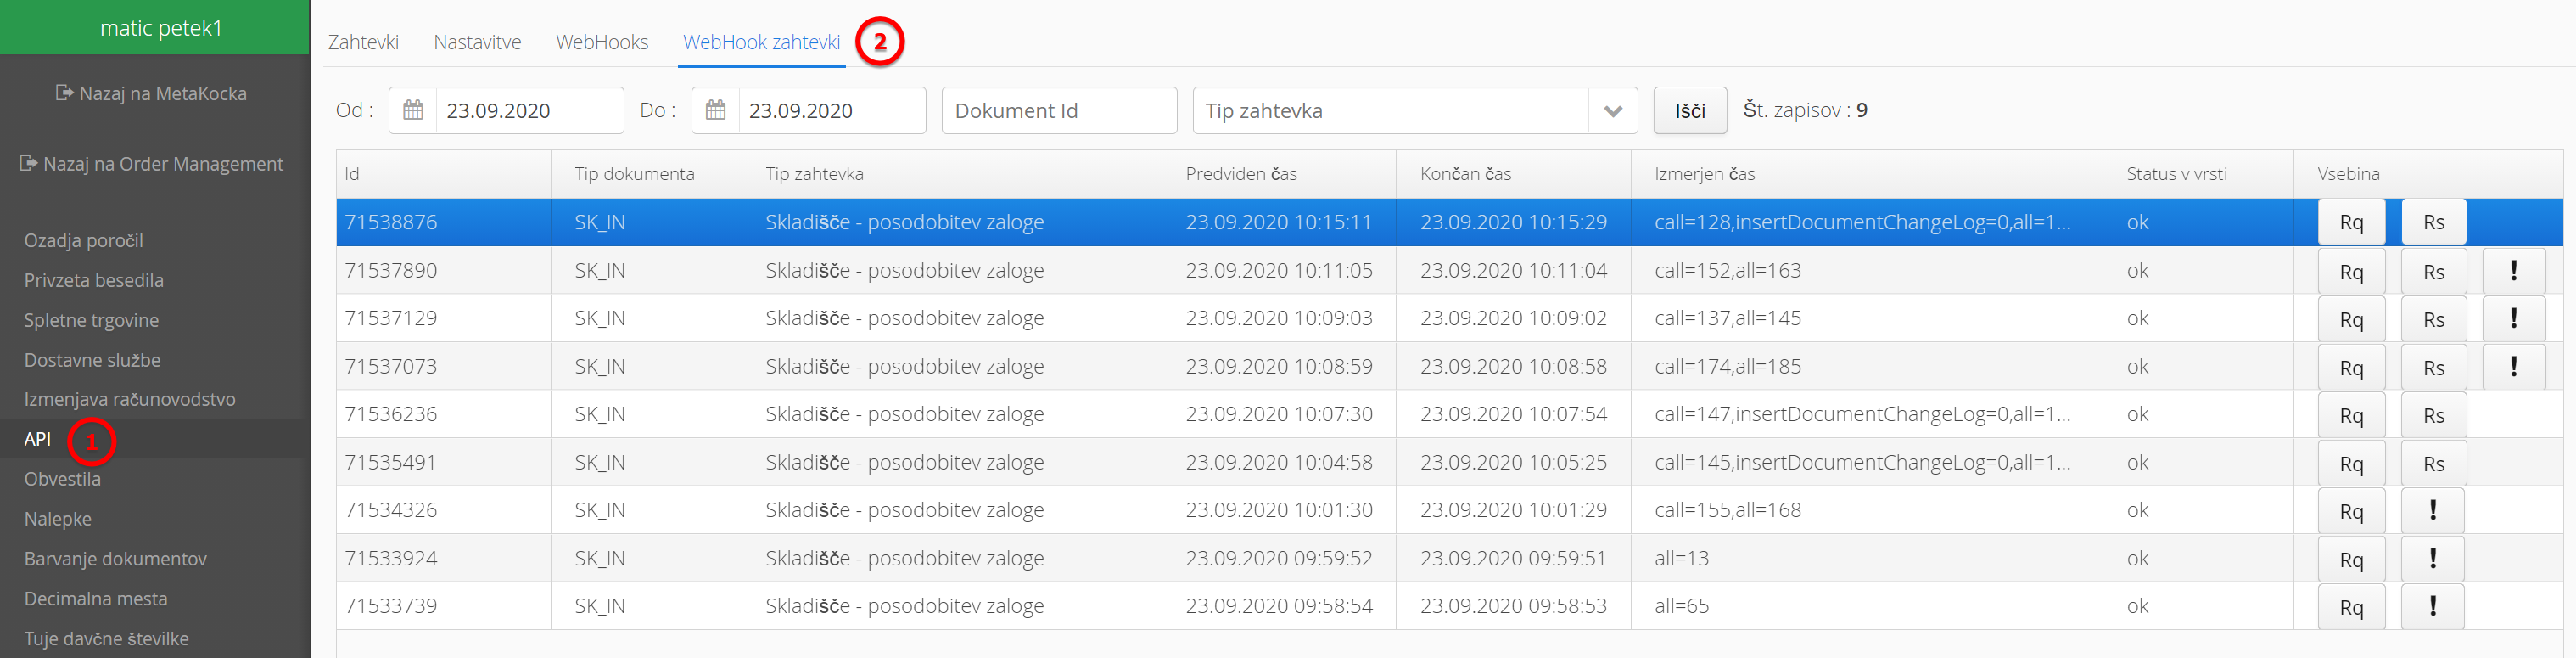 matic petek1
Nazaj na MetaKocka
Nazaj na Order Management
Ozadja poročil
Privzeta besedila
Spletne trgovine
Dostavne službe
Izmenjava računovodstvo
API 1
Obvestila
Nalepke
Barvanje dokumentov
Decimalna mesta
Tuje davčne številke
Zahtevki Nastavitve WebHooks WebHook zahtevki 2
Od : 23.09.2020 Do : 23.09.2020 Dokument Id Tip zahtevka Išči Št. zapisov : 9
Id Tip dokumenta Tip zahtevka Predviden čas Končan čas Izmerjen čas Status v vrsti Vsebina
71538876 SK_IN Skladišče - posodobitev zaloge 23.09.2020 10:15:11 23.09.2020 10:15:29 call=128,insertDocumentChangeLog=0,all=1... ok Rq Rs
71537890 SK_IN Skladišče - posodobitev zaloge 23.09.2020 10:11:05 23.09.2020 10:11:04 call=152,all=163 ok Rq Rs !
71537129 SK_IN Skladišče - posodobitev zaloge 23.09.2020 10:09:03 23.09.2020 10:09:02 call=137,all=145 ok Rq Rs !
71537073 SK_IN Skladišče - posodobitev zaloge 23.09.2020 10:08:59 23.09.2020 10:08:58 call=174,all=185 ok Rq Rs !
71536236 SK_IN Skladišče - posodobitev zaloge 23.09.2020 10:07:30 23.09.2020 10:07:54 call=147,insertDocumentChangeLog=0,all=1... ok Rq Rs
71535491 SK_IN Skladišče - posodobitev zaloge 23.09.2020 10:04:58 23.09.2020 10:05:25 call=145,insertDocumentChangeLog=0,all=1... ok Rq Rs
71534326 SK_IN Skladišče - posodobitev zaloge 23.09.2020 10:01:30 23.09.2020 10:01:29 call=155,all=168 ok Rq !
71533924 SK_IN Skladišče - posodobitev zaloge 23.09.2020 09:59:52 23.09.2020 09:59:51 all=13 ok Rq !
71533739 SK_IN Skladišče - posodobitev zaloge 23.09.2020 09:58:54 23.09.2020 09:58:53 all=65 ok Rq !